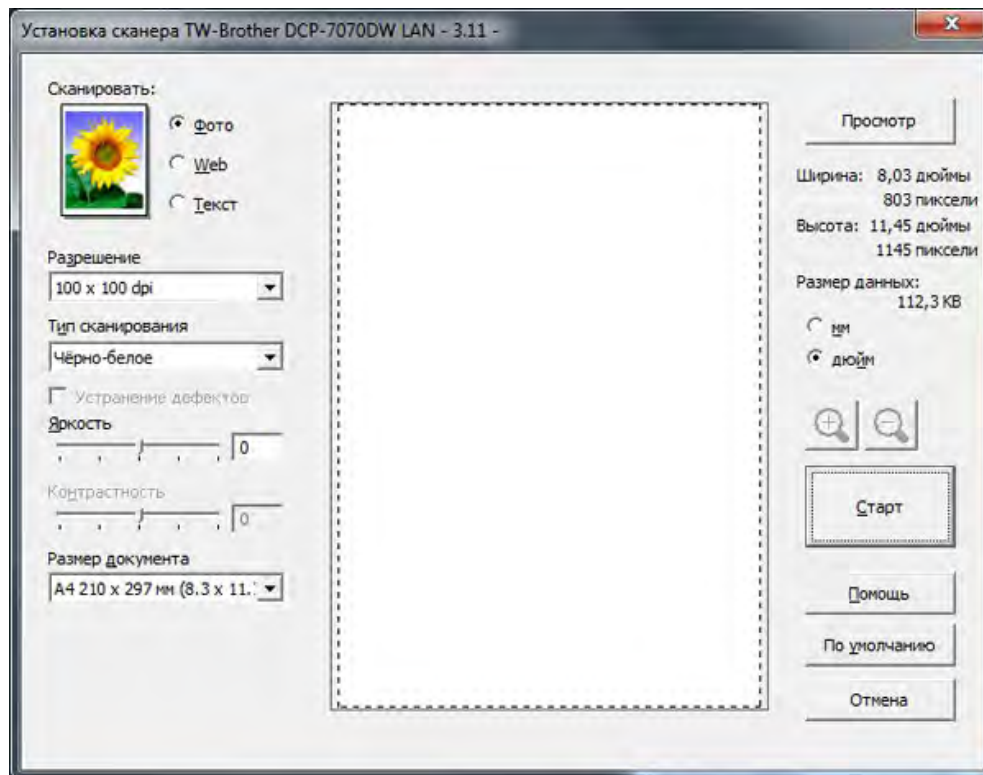 Установка сканера TW-Brother DCP-7070DW LAN - 3.11 -
Сканировать:
Фото
Web
Текст
Разрешение
100 x 100 dpi
Тип сканирования
Чёрно-белое
Устранение дефектов
Яркость
0
Контрастность
0
Размер документа
A4 210 x 297 мм (8.3 x 11.
Просмотр
Ширина: 8,03 дюймы
803 пиксели
Высота: 11,45 дюймы
1145 пиксели
Размер данных:
112,3 KB
мм
дюйм
Старт
Помощь
По умолчанию
Отмена